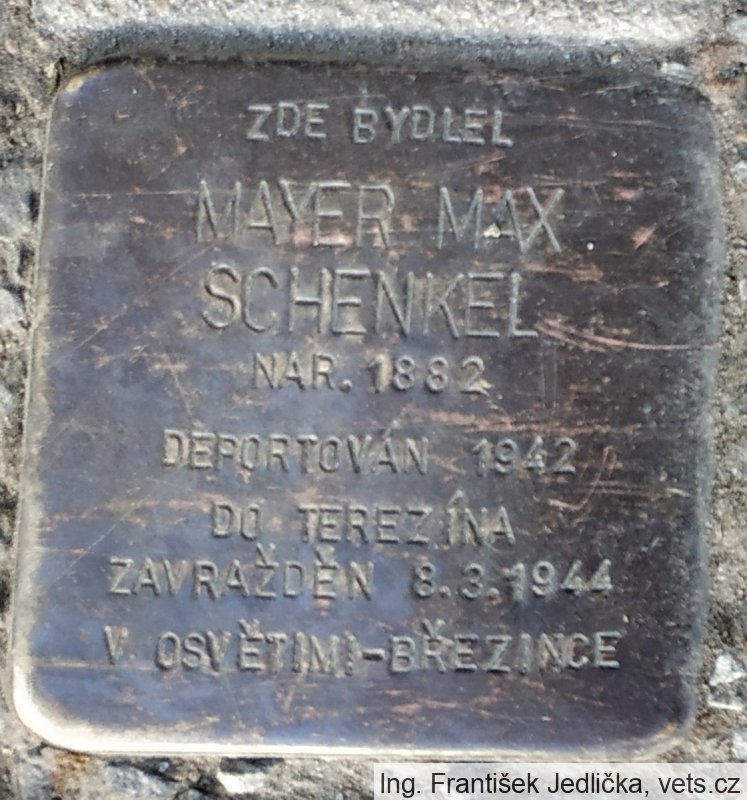 ZDE BYDLEL
MAYER MAX
SCHENKEL
NAR. 1882
DEPORTOVÁN 1942
DO TEREZÍNA
ZAVRAŽDĚN 8.3.1944
V OSVĚTIMI-BŘEZINCE
Ing. František Jedlička, vets.cz